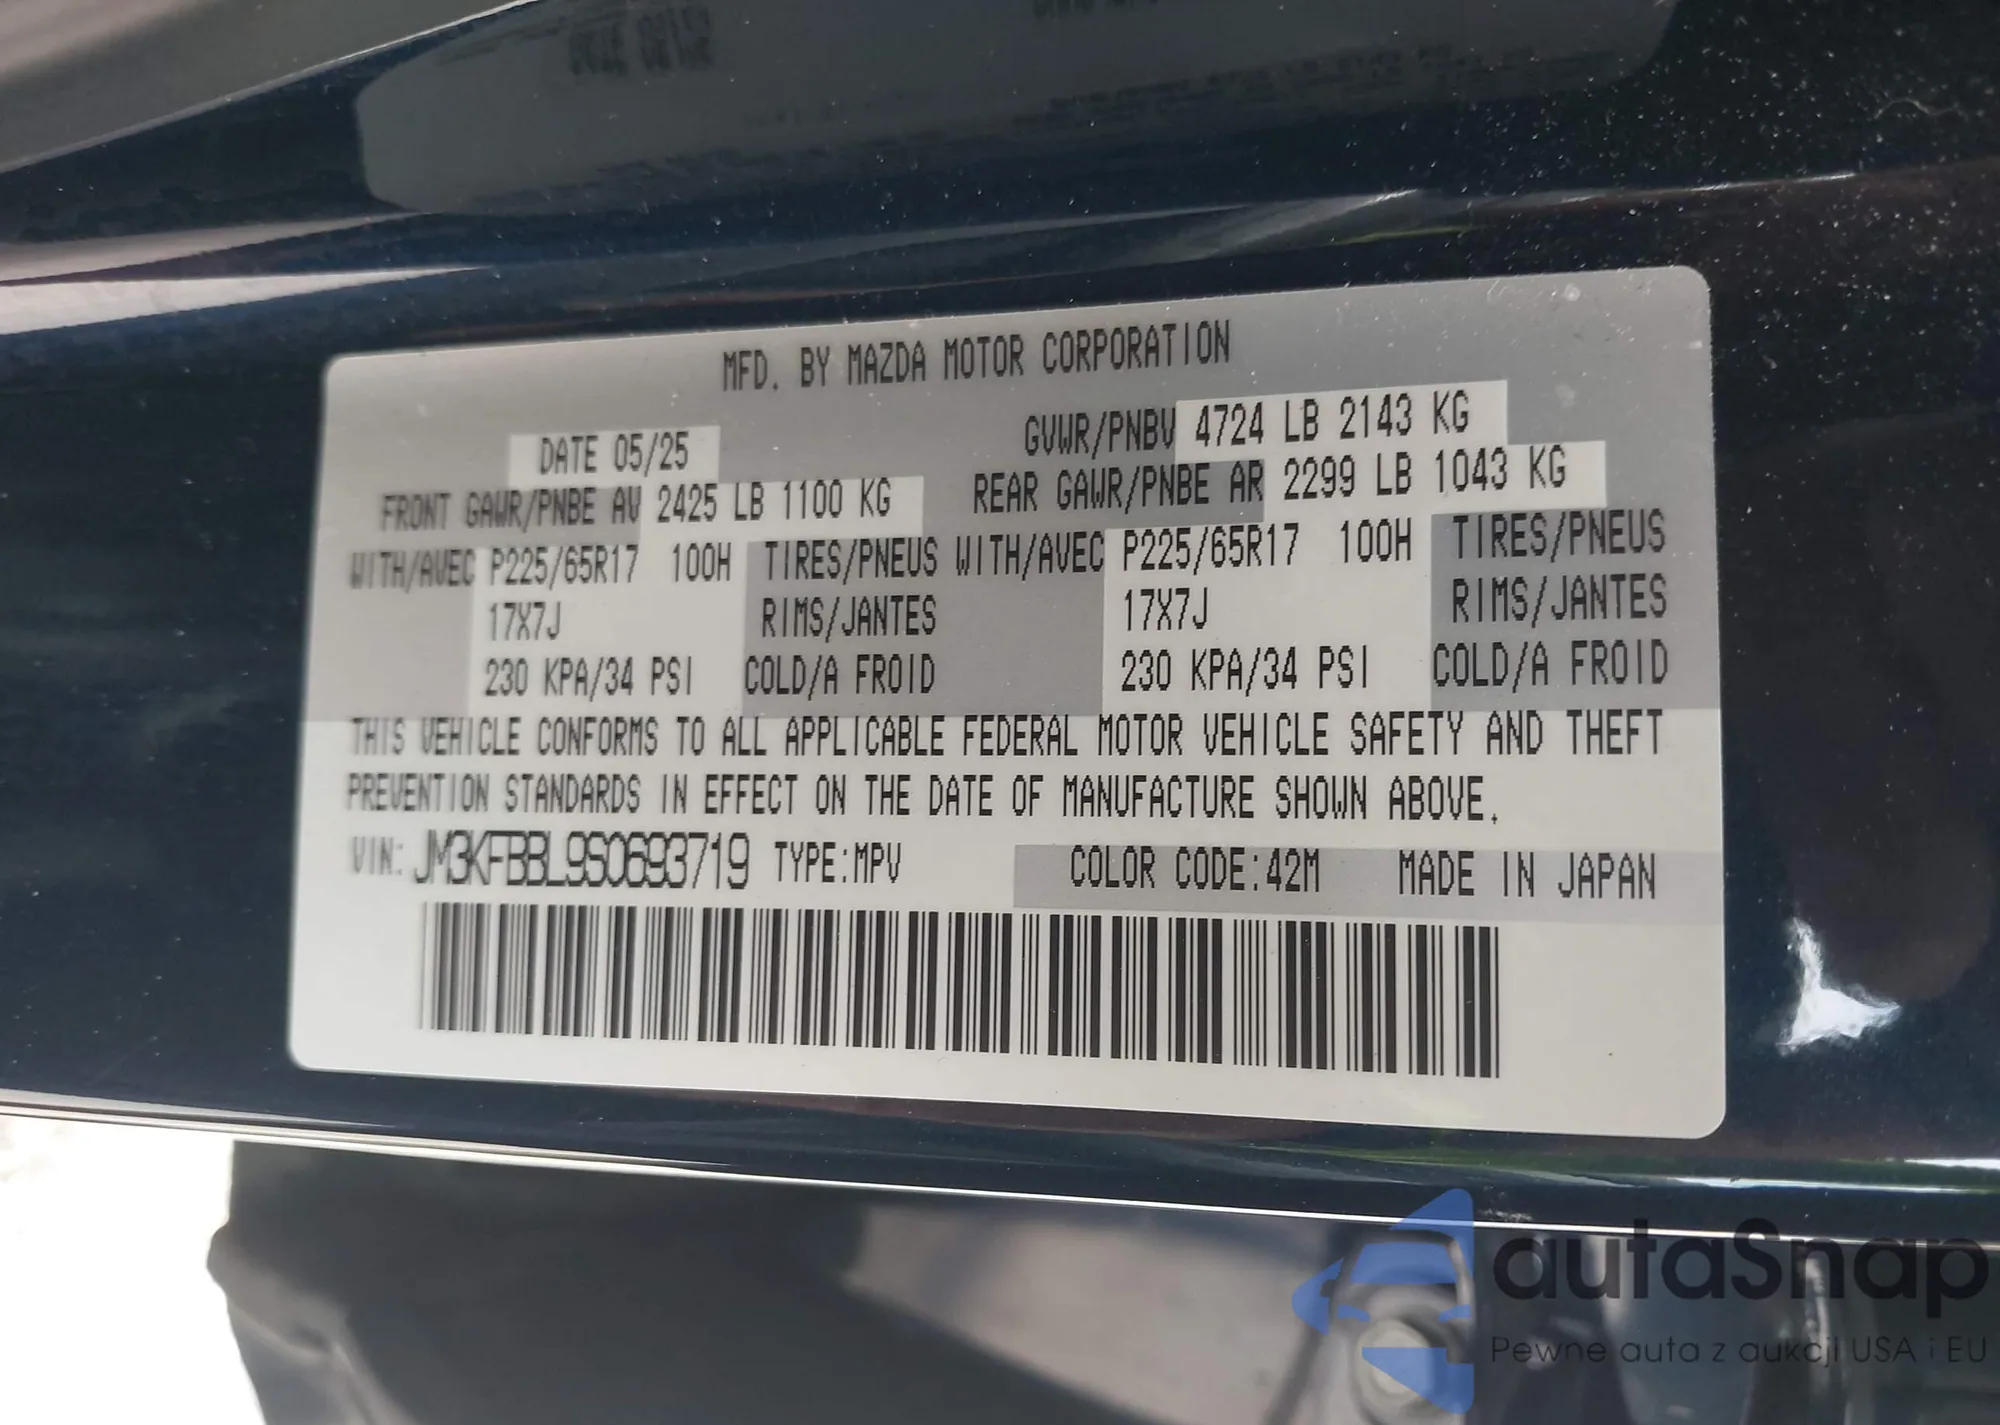 MFD. BY MAZDA MOTOR CORPORATION
DATE 05/25 GVWR/PNBV 4724 LB 2143 KG
FRONT GAWR/PNBE AV 2425 LB 1100 KG REAR GAWR/PNBE AR 2299 LB 1043 KG
WITH/AVEC P225/65R17 100H TIRES/PNEUS WITH/AVEC P225/65R17 100H TIRES/PNEUS
17X7J RIMS/JANTES 17X7J RIMS/JANTES
230 KPA/34 PSI COLD/A FROID 230 KPA/34 PSI COLD/A FROID
THIS VEHICLE CONFORMS TO ALL APPLICABLE FEDERAL MOTOR VEHICLE SAFETY AND THEFT
PREVENTION STANDARDS IN EFFECT ON THE DATE OF MANUFACTURE SHOWN ABOVE.
VIN: JM3KFBBL9S0693719 TYPE:MPV COLOR CODE:42M MADE IN JAPAN
autaSnap
Pewne auta z aukcji USA i EU